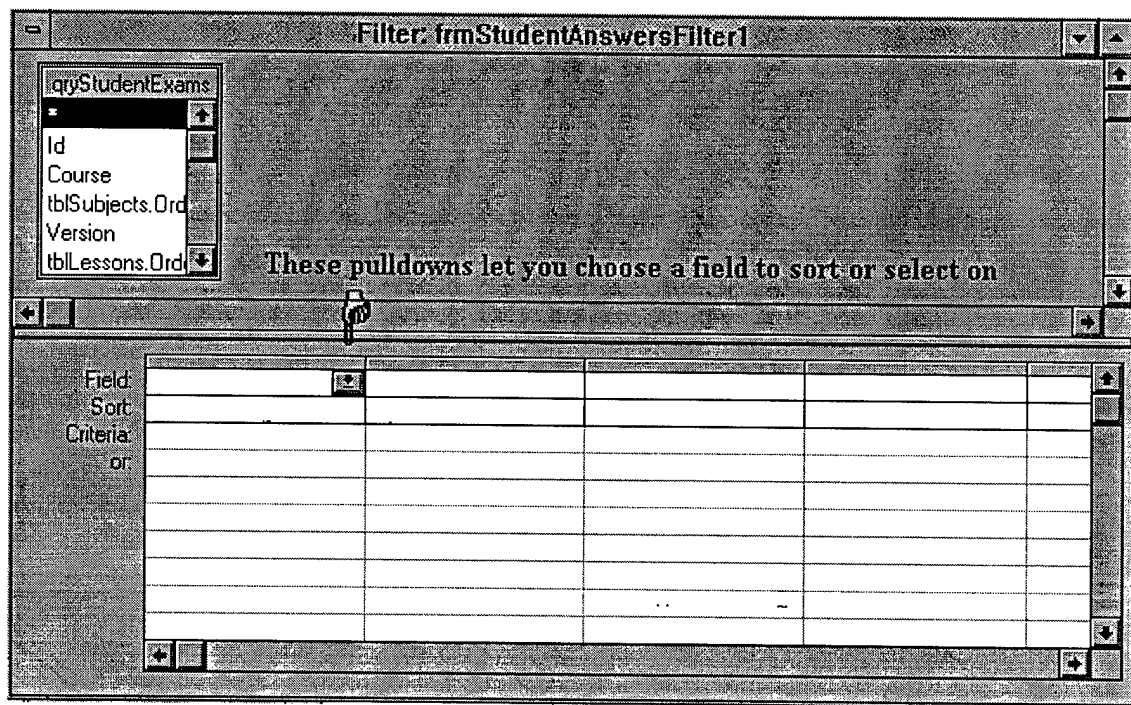 Filter: frmStudentAnswersFilter1
qryStudentExams
*
Id
Course
tblSubjects.Ord
Version
tblLessons.Orde
These pulldowns let you choose a field to sort or select on
Field:
Sort:
Criteria:
or: